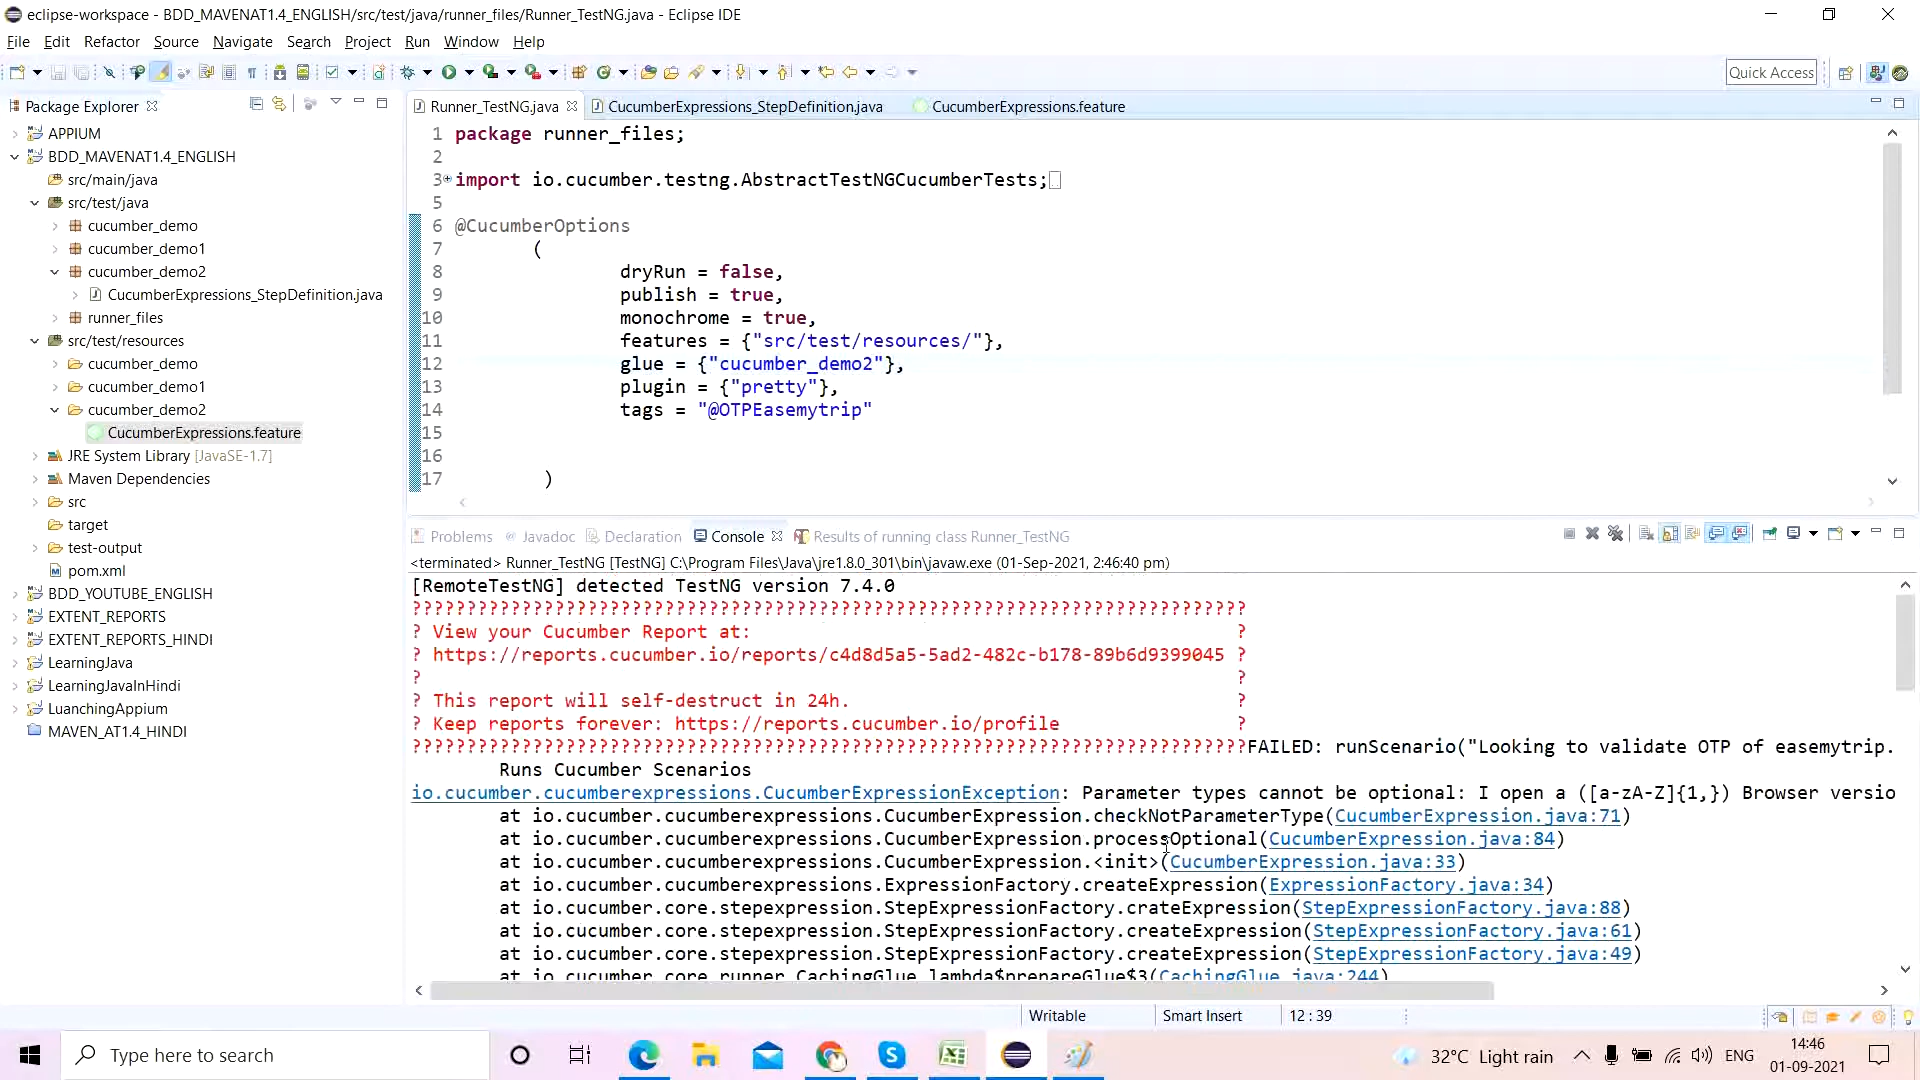 eclipse-workspace - BDD_MAVENAT1.4_ENGLISH/src/test/java/runner_files/Runner_TestNG.java - Eclipse IDE
File Edit Refactor Source Navigate Search Project Run Window Help
Quick Access
Package Explorer
APPIUM
BDD_MAVENAT1.4_ENGLISH
src/main/java
src/test/java
cucumber_demo
cucumber_demo1
cucumber_demo2
CucumberExpressions_StepDefinition.java
runner_files
src/test/resources
cucumber_demo
cucumber_demo1
cucumber_demo2
CucumberExpressions.feature
JRE System Library [JavaSE-1.7]
Maven Dependencies
src
target
test-output
pom.xml
BDD_YOUTUBE_ENGLISH
EXTENT_REPORTS
EXTENT_REPORTS_HINDI
LearningJava
LearningJavaInHindi
LuanchingAppium
MAVEN_AT1.4_HINDI
Runner_TestNG.java CucumberExpressions_StepDefinition.java CucumberExpressions.feature
1 package runner_files;
2
3 import io.cucumber.testng.AbstractTestNGCucumberTests;
5
6 @CucumberOptions
7 (
8 dryRun = false,
9 publish = true,
10 monochrome = true,
11 features = {"src/test/resources/"},
12 glue = {"cucumber_demo2"},
13 plugin = {"pretty"},
14 tags = "@OTPEasemytrip"
15
16
17 )
Problems Javadoc Declaration Console Results of running class Runner_TestNG
<terminated> Runner_TestNG [TestNG] C:\Program Files\Java\jre1.8.0_301\bin\javaw.exe (01-Sep-2021, 2:46:40 pm)
[RemoteTestNG] detected TestNG version 7.4.0
????????????????????????????????????????????????????????????????????????????
? View your Cucumber Report at: ?
? https://reports.cucumber.io/reports/c4d8d5a5-5ad2-482c-b178-89b6d9399045 ?
? ?
? This report will self-destruct in 24h. ?
? Keep reports forever: https://reports.cucumber.io/profile ?
????????????????????????????????????????????????????????????????????????????FAILED: runScenario("Looking to validate OTP of easemytrip.
Runs Cucumber Scenarios
io.cucumber.cucumberexpressions.CucumberExpressionException: Parameter types cannot be optional: I open a ([a-zA-Z]{1,}) Browser versio
at io.cucumber.cucumberexpressions.CucumberExpression.checkNotParameterType(CucumberExpression.java:71)
at io.cucumber.cucumberexpressions.CucumberExpression.processOptional(CucumberExpression.java:84)
at io.cucumber.cucumberexpressions.CucumberExpression.<init>(CucumberExpression.java:33)
at io.cucumber.cucumberexpressions.ExpressionFactory.createExpression(ExpressionFactory.java:34)
at io.cucumber.core.stepexpression.StepExpressionFactory.crateExpression(StepExpressionFactory.java:88)
at io.cucumber.core.stepexpression.StepExpressionFactory.createExpression(StepExpressionFactory.java:61)
at io.cucumber.core.stepexpression.StepExpressionFactory.createExpression(StepExpressionFactory.java:49)
at io.cucumber.core.runner.CachingGlue.lambda$prepareGlue$3(CachingGlue.java:244)
Writable Smart Insert 12 : 39
Type here to search
32°C Light rain ENG 14:46
01-09-2021